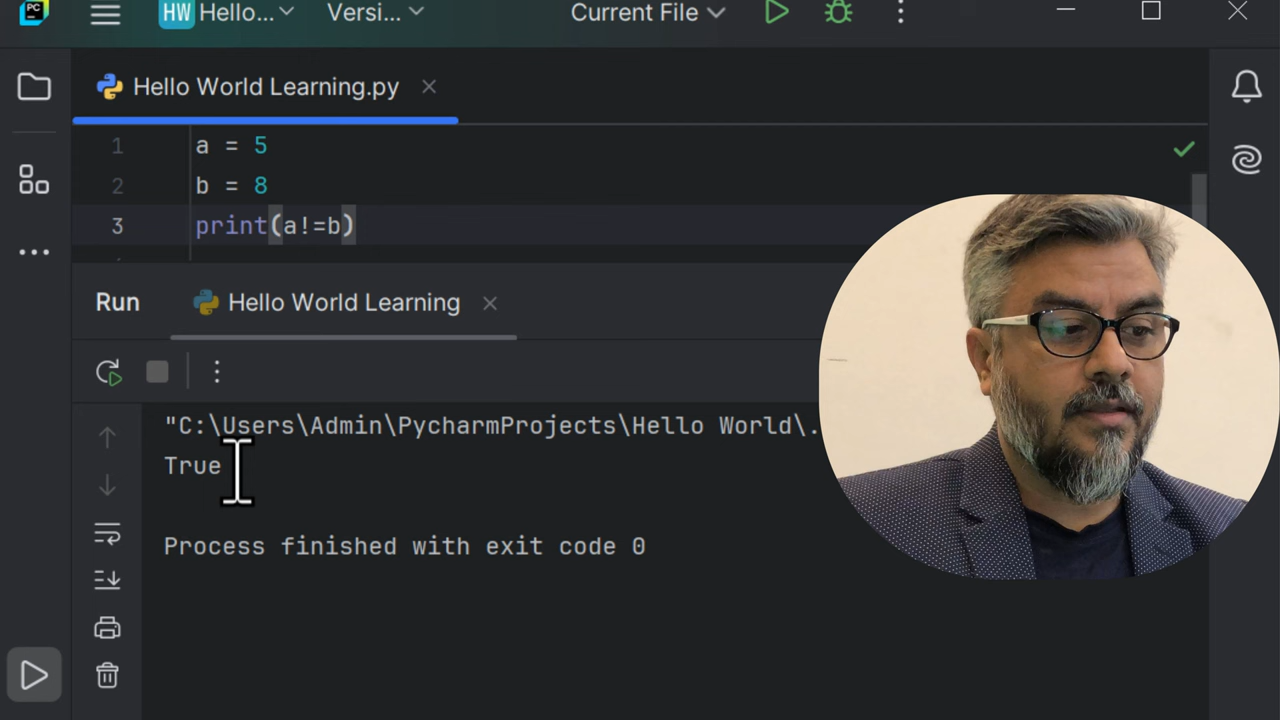 PC
HW Hello... Versi... Current File
Hello World Learning.py
1 a = 5
2 b = 8
3 print(a!=b)
Run Hello World Learning
"C:\Users\Admin\PycharmProjects\Hello World\.
True
Process finished with exit code 0